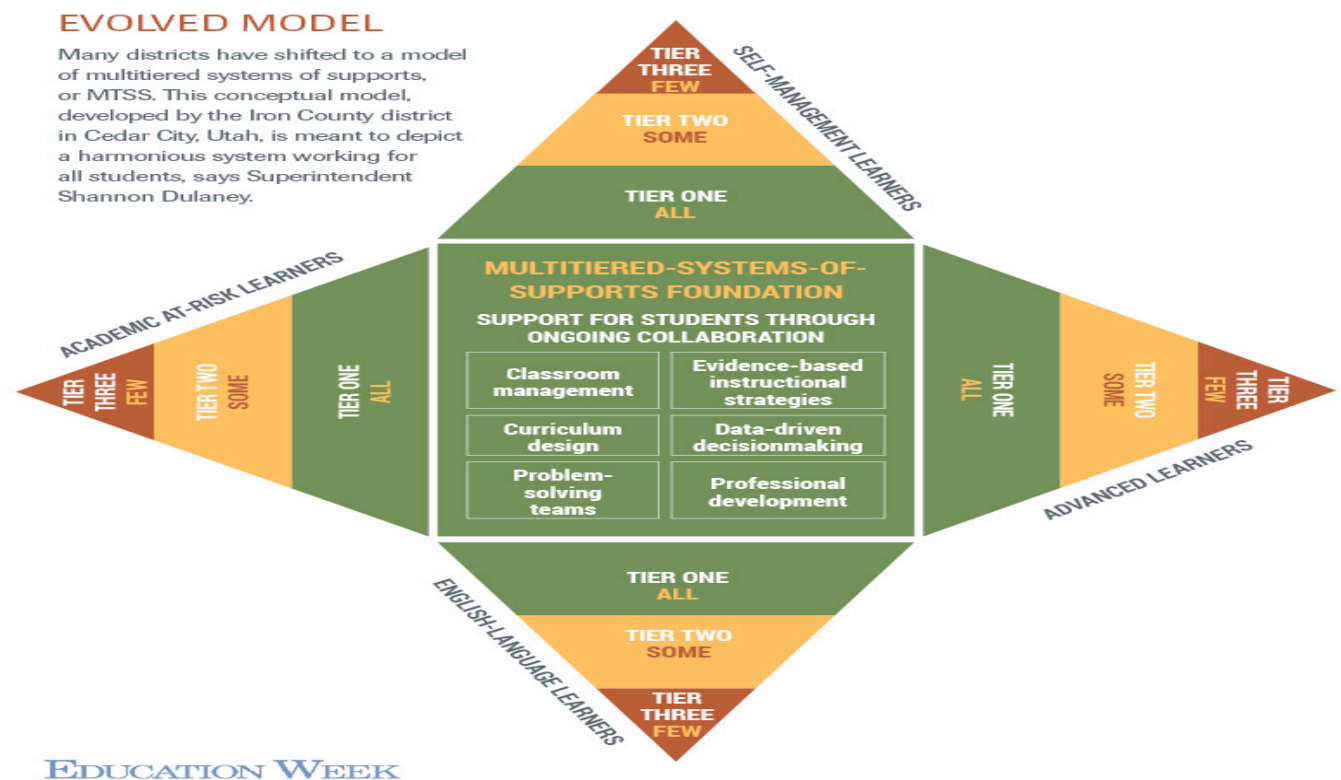 EVOLVED MODEL
Many districts have shifted to a model
of multitiered systems of supports,
or MTSS. This conceptual model,
developed by the Iron County district
in Cedar City, Utah, is meant to depict
a harmonious system working for
all students, says Superintendent
Shannon Dulaney.
TIER
THREE
FEW
TIER TWO
SOME
TIER ONE
ALL
SELF-MANAGEMENT LEARNERS
ACADEMIC AT-RISK LEARNERS
TIER
THREE
FEW
TIER TWO
SOME
TIER ONE
ALL
MULTITIERED-SYSTEMS-OF-
SUPPORTS FOUNDATION
SUPPORT FOR STUDENTS THROUGH
ONGOING COLLABORATION
Classroom
management
Evidence-based
instructional
strategies
Curriculum
design
Data-driven
decisionmaking
Problem-
solving
teams
Professional
development
TIER ONE
ALL
TIER TWO
SOME
TIER
THREE
FEW
ADVANCED LEARNERS
TIER ONE
ALL
TIER TWO
SOME
TIER
THREE
FEW
ENGLISH-LANGUAGE LEARNERS
EDUCATION WEEK